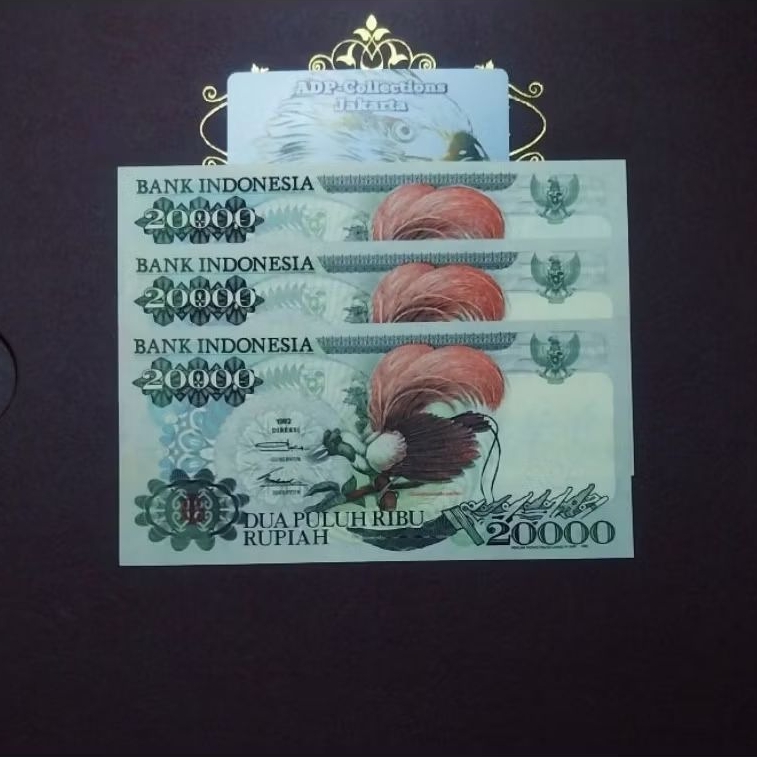 ADP-Collections
Jakarta
BANK INDONESIA
20000
BANK INDONESIA
20000
BANK INDONESIA
20000
1992
DIREKSI
GUBERNUR
DUA PULUH RIBU
RUPIAH
20000